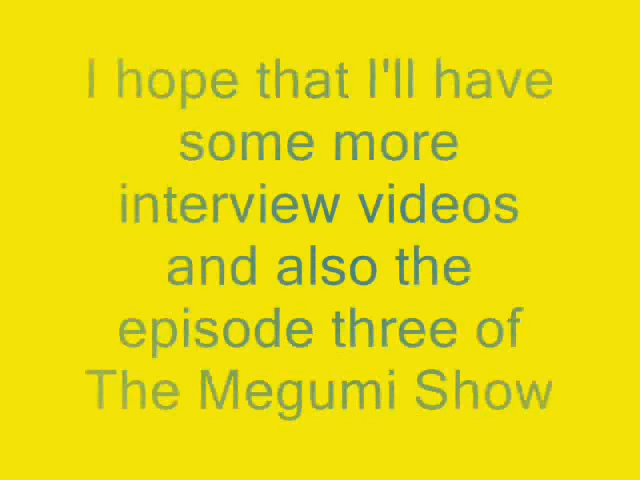 I hope that I'll have
some more
interview videos
and also the
episode three of
The Megumi Show